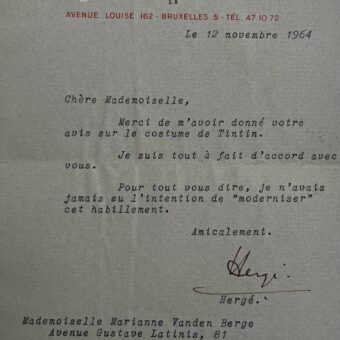 S.A
AVENUE LOUISE 162 · BRUXELLES 5 · TÉL. 47.10.72
Le 12 novembre 1964
Chère Mademoiselle,
Merci de m'avoir donné votre
avis sur le costume de Tintin.
Je suis tout à fait d'accord avec
vous.
Pour tout vous dire, je n'avais
jamais eu l'intention de "moderniser"
cet habillement.
Amicalement.
Hergé.
Hergé.
Mademoiselle Marianne Vanden Berge
Avenue Gustave Latinis, 81